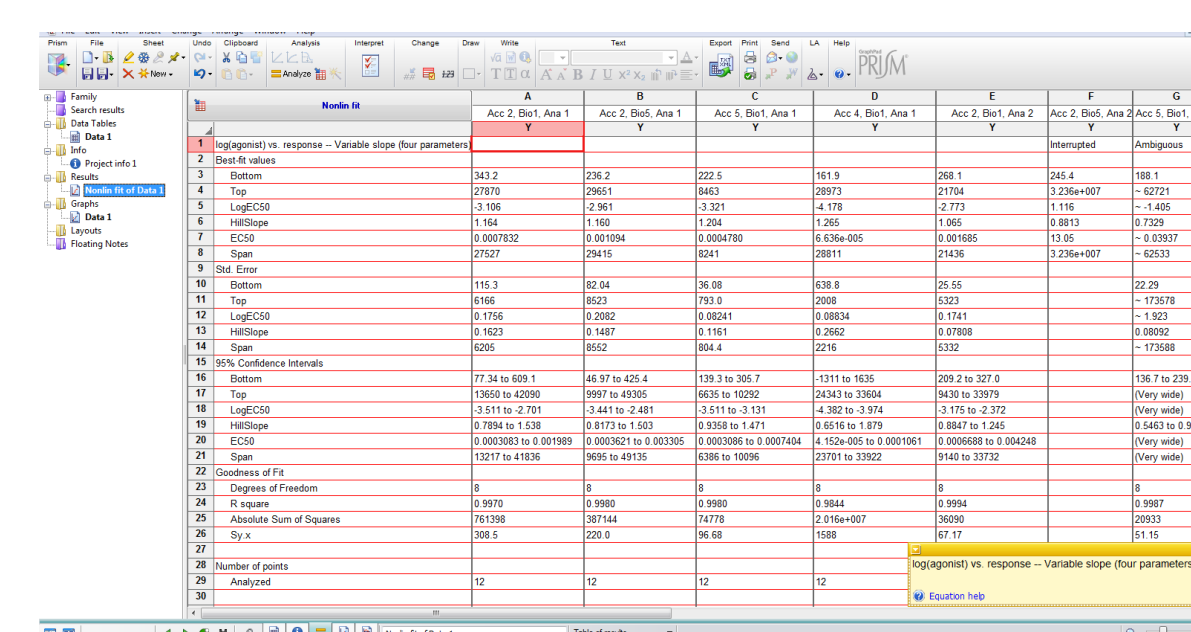 Prism File Sheet Undo Clipboard Analysis Interpret Change Draw Write Text Export Print Send LA Help
New Analyze 123 GraphPad PRISM
Family
Search results
Data Tables
Data 1
Info
Project info 1
Results
Nonlin fit of Data 1
Graphs
Data 1
Layouts
Floating Notes
Nonlin fit A B C D E F G
Acc 2, Bio1, Ana 1 Acc 2, Bio5, Ana 1 Acc 5, Bio1, Ana 1 Acc 4, Bio1, Ana 1 Acc 2, Bio1, Ana 2 Acc 2, Bio5, Ana 2 Acc 5, Bio1,
Y Y Y Y Y Y Y
1 log(agonist) vs. response -- Variable slope (four parameters) Interrupted Ambiguous
2 Best-fit values
3 Bottom 343.2 236.2 222.5 161.9 268.1 245.4 188.1
4 Top 27870 29651 8463 28973 21704 3.236e+007 ~ 62721
5 LogEC50 -3.106 -2.961 -3.321 -4.178 -2.773 1.116 ~ -1.405
6 HillSlope 1.164 1.160 1.204 1.265 1.065 0.8813 0.7329
7 EC50 0.0007832 0.001094 0.0004780 6.636e-005 0.001685 13.05 ~ 0.03937
8 Span 27527 29415 8241 28811 21436 3.236e+007 ~ 62533
9 Std. Error
10 Bottom 115.3 82.04 36.08 638.8 25.55 22.29
11 Top 6166 8523 793.0 2008 5323 ~ 173578
12 LogEC50 0.1756 0.2082 0.08241 0.08834 0.1741 ~ 1.923
13 HillSlope 0.1623 0.1487 0.1161 0.2662 0.07808 0.08092
14 Span 6205 8552 804.4 2216 5332 ~ 173588
15 95% Confidence Intervals
16 Bottom 77.34 to 609.1 46.97 to 425.4 139.3 to 305.7 -1311 to 1635 209.2 to 327.0 136.7 to 239.
17 Top 13650 to 42090 9997 to 49305 6635 to 10292 24343 to 33604 9430 to 33979 (Very wide)
18 LogEC50 -3.511 to -2.701 -3.441 to -2.481 -3.511 to -3.131 -4.382 to -3.974 -3.175 to -2.372 (Very wide)
19 HillSlope 0.7894 to 1.538 0.8173 to 1.503 0.9358 to 1.471 0.6516 to 1.879 0.8847 to 1.245 0.5463 to 0.9
20 EC50 0.0003083 to 0.001989 0.0003621 to 0.003305 0.0003086 to 0.0007404 4.152e-005 to 0.0001061 0.0006688 to 0.004248 (Very wide)
21 Span 13217 to 41836 9695 to 49135 6386 to 10096 23701 to 33922 9140 to 33732 (Very wide)
22 Goodness of Fit
23 Degrees of Freedom 8 8 8 8 8 8
24 R square 0.9970 0.9980 0.9980 0.9844 0.9994 0.9987
25 Absolute Sum of Squares 761398 387144 74778 2.016e+007 36090 20933
26 Sy.x 308.5 220.0 96.68 1588 67.17 51.15
27
28 Number of points
29 Analyzed 12 12 12 12
30
log(agonist) vs. response -- Variable slope (four parameters
Equation help